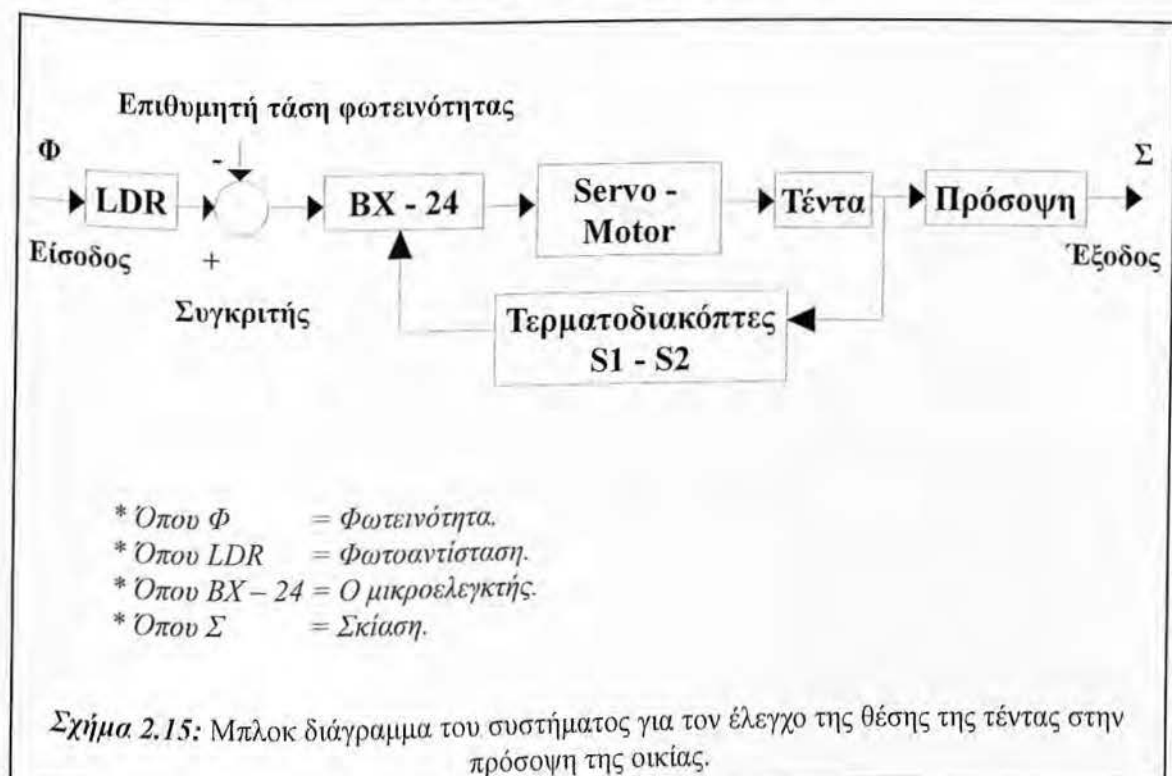 Επιθυμητή τάση φωτεινότητας
Φ
-
Σ
LDR
BX - 24
Servo -
Motor
Τέντα
Πρόσοψη
Είσοδος
+
Έξοδος
Συγκριτής
Τερματοδιακόπτες
S1 - S2
* Όπου Φ = Φωτεινότητα.
* Όπου LDR = Φωτοαντίσταση.
* Όπου BX – 24 = Ο μικροελεγκτής.
* Όπου Σ = Σκίαση.
Σχήμα 2.15: Μπλοκ διάγραμμα του συστήματος για τον έλεγχο της θέσης της τέντας στην
πρόσοψη της οικίας.